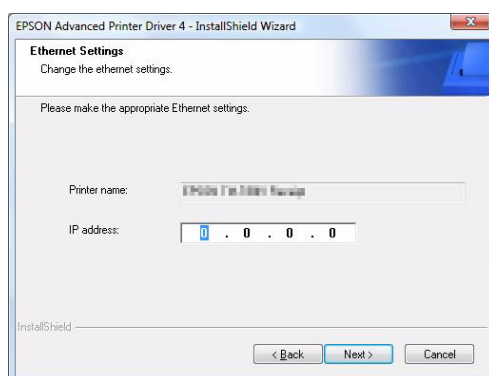 EPSON Advanced Printer Driver 4 - InstallShield Wizard
Ethernet Settings
Change the ethernet settings.
Please make the appropriate Ethernet settings.
Printer name:
IP address: 0 . 0 . 0 . 0
InstallShield
< Back Next > Cancel